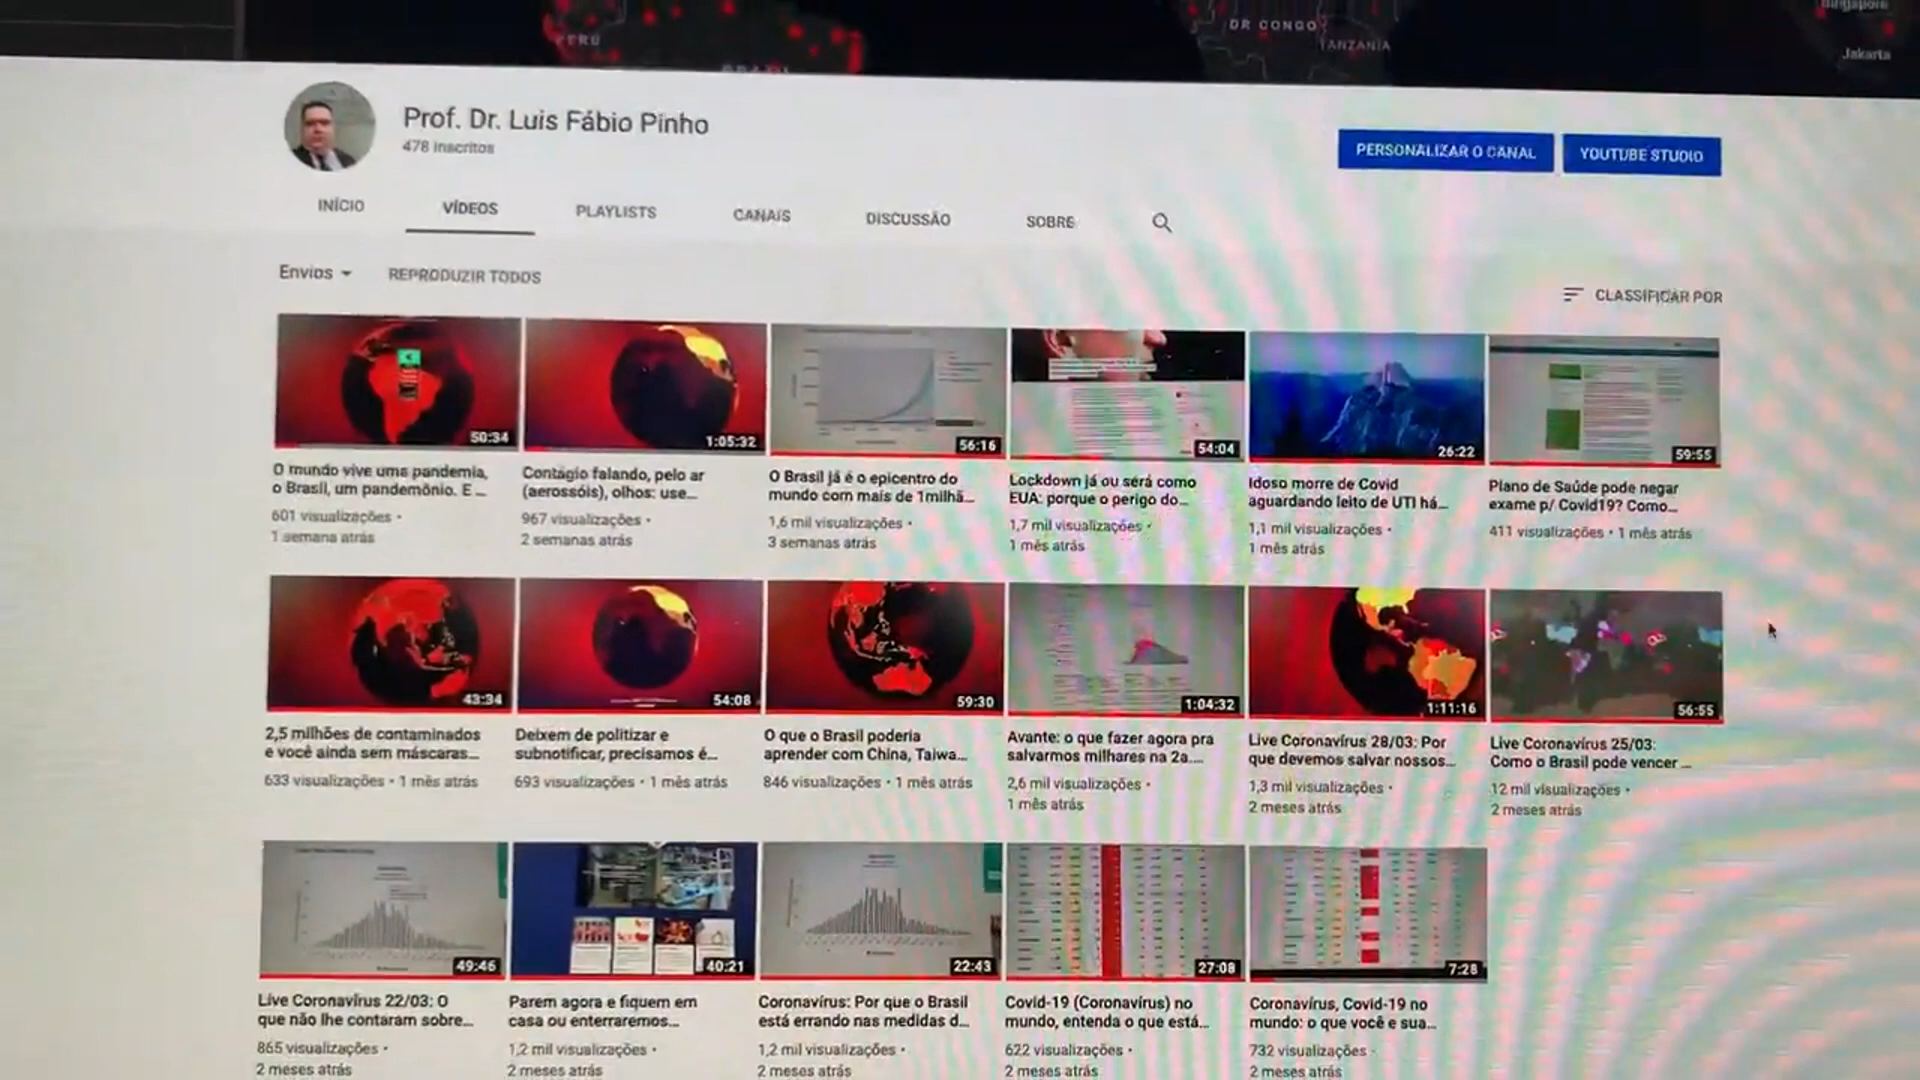 PERU
BRAZIL
DR CONGO
TANZANIA
Singapore
Jakarta
Prof. Dr. Luis Fábio Pinho
478 inscritos
PERSONALIZAR O CANAL
YOUTUBE STUDIO
INÍCIO
VÍDEOS
PLAYLISTS
CANAIS
DISCUSSÃO
SOBRE
Envios
REPRODUZIR TODOS
CLASSIFICAR POR
50:34
1:05:32
56:16
54:04
26:22
59:55
O mundo vive uma pandemia,
o Brasil, um pandemônio. E ...
601 visualizações •
1 semana atrás
Contágio falando, pelo ar
(aerossóis), olhos: use...
967 visualizações •
2 semanas atrás
O Brasil já é o epicentro do
mundo com mais de 1milhã...
1,6 mil visualizações •
3 semanas atrás
Lockdown já ou será como
EUA: porque o perigo do...
1,7 mil visualizações •
1 mês atrás
Idoso morre de Covid
aguardando leito de UTI há...
1,1 mil visualizações •
1 mês atrás
Plano de Saúde pode negar
exame p/ Covid19? Como...
411 visualizações • 1 mês atrás
43:34
54:08
59:30
1:04:32
1:11:16
56:55
2,5 milhões de contaminados
e você ainda sem máscaras...
633 visualizações • 1 mês atrás
Deixem de politizar e
subnotificar, precisamos é...
693 visualizações • 1 mês atrás
O que o Brasil poderia
aprender com China, Taiwa...
846 visualizações • 1 mês atrás
Avante: o que fazer agora pra
salvarmos milhares na 2a....
2,6 mil visualizações •
1 mês atrás
Live Coronavírus 28/03: Por
que devemos salvar nossos...
1,3 mil visualizações •
2 meses atrás
Live Coronavírus 25/03:
Como o Brasil pode vencer ...
12 mil visualizações •
2 meses atrás
49:46
40:21
22:43
27:08
7:28
Live Coronavírus 22/03: O
que não lhe contaram sobre...
865 visualizações •
2 meses atrás
Parem agora e fiquem em
casa ou enterraremos...
1,2 mil visualizações •
2 meses atrás
Coronavírus: Por que o Brasil
está errando nas medidas d...
1,2 mil visualizações •
2 meses atrás
Covid-19 (Coronavírus) no
mundo, entenda o que está...
622 visualizações •
2 meses atrás
Coronavírus, Covid-19 no
mundo: o que você e sua...
732 visualizações •
2 meses atrás